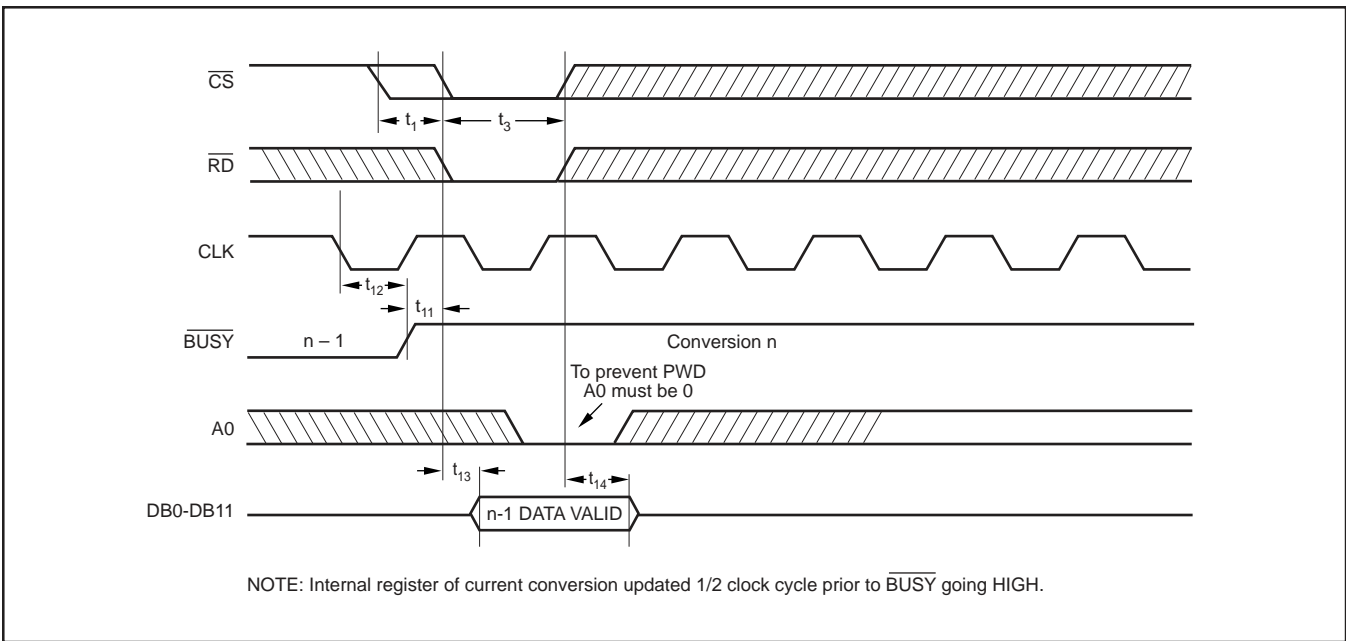 CS
t1
t3
RD
CLK
t12
t11
BUSY
n – 1
Conversion n
To prevent PWD
A0 must be 0
A0
t13
t14
DB0-DB11
n-1 DATA VALID
NOTE: Internal register of current conversion updated 1/2 clock cycle prior to BUSY going HIGH.